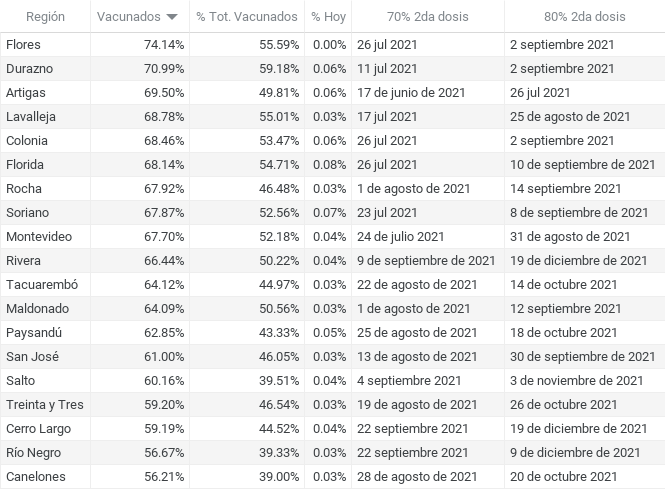 Región Vacunados % Tot. Vacunados % Hoy 70% 2da dosis 80% 2da dosis
Flores 74.14% 55.59% 0.00% 26 jul 2021 2 septiembre 2021
Durazno 70.99% 59.18% 0.06% 11 jul 2021 2 septiembre 2021
Artigas 69.50% 49.81% 0.06% 17 de junio de 2021 26 jul 2021
Lavalleja 68.78% 55.01% 0.03% 17 jul 2021 25 de agosto de 2021
Colonia 68.46% 53.47% 0.06% 26 jul 2021 2 septiembre 2021
Florida 68.14% 54.71% 0.08% 26 jul 2021 10 de septiembre de 2021
Rocha 67.92% 46.48% 0.03% 1 de agosto de 2021 14 septiembre 2021
Soriano 67.87% 52.56% 0.07% 23 jul 2021 8 de septiembre de 2021
Montevideo 67.70% 52.18% 0.04% 24 de julio 2021 31 de agosto de 2021
Rivera 66.44% 50.22% 0.04% 9 de septiembre de 2021 19 de diciembre de 2021
Tacuarembó 64.12% 44.97% 0.03% 22 de agosto de 2021 14 de octubre de 2021
Maldonado 64.09% 50.56% 0.03% 1 de agosto de 2021 12 septiembre 2021
Paysandú 62.85% 43.33% 0.05% 25 de agosto de 2021 18 de octubre 2021
San José 61.00% 46.05% 0.03% 13 de agosto de 2021 30 de septiembre de 2021
Salto 60.16% 39.51% 0.04% 4 septiembre 2021 3 de noviembre de 2021
Treinta y Tres 59.20% 46.54% 0.03% 19 de agosto de 2021 26 de octubre 2021
Cerro Largo 59.19% 44.52% 0.04% 22 septiembre 2021 19 de diciembre de 2021
Río Negro 56.67% 39.33% 0.03% 22 septiembre 2021 9 de diciembre de 2021
Canelones 56.21% 39.00% 0.03% 28 de agosto de 2021 20 de octubre 2021